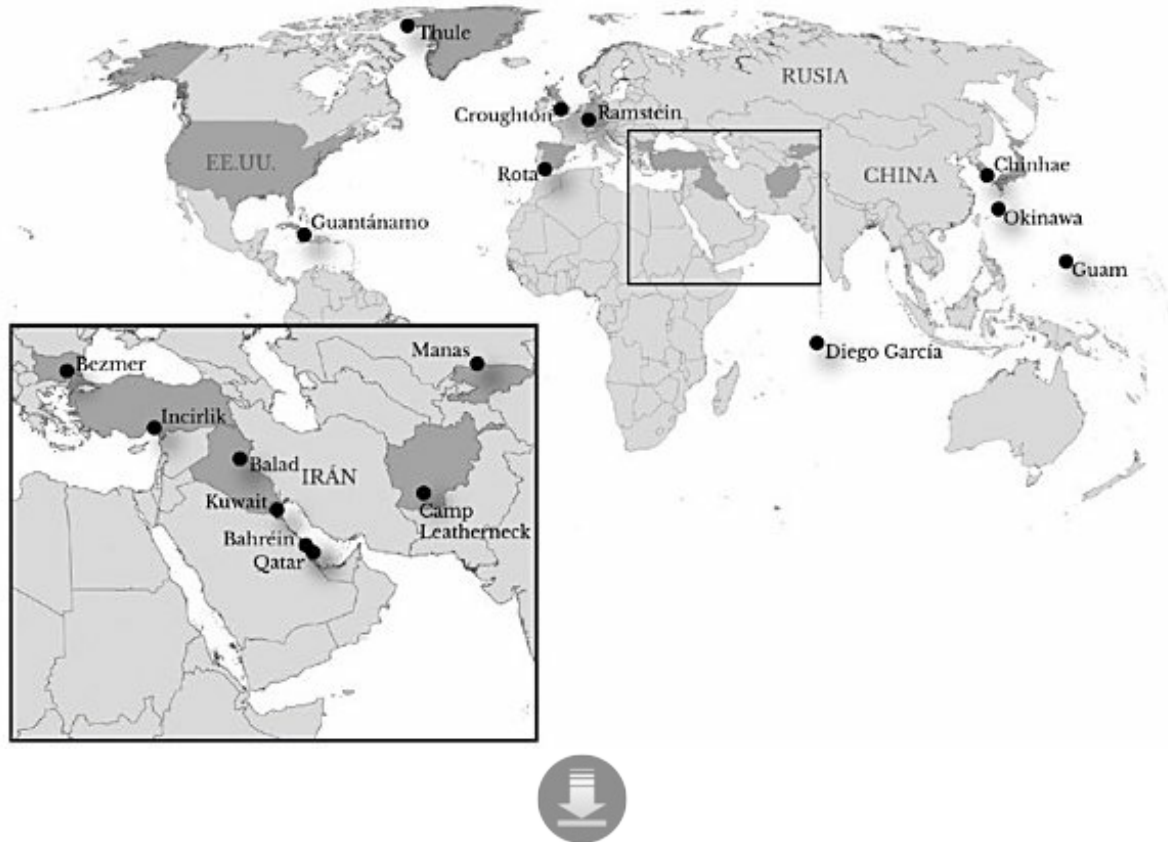 Thule
RUSIA
Croughton
Ramstein
EE.UU.
Rota
CHINA
Chinhae
Okinawa
Guantánamo
Guam
Diego García
Bezmer
Manas
Incirlik
Balad
IRÁN
Kuwait
Camp
Leatherneck
Bahréin
Qatar